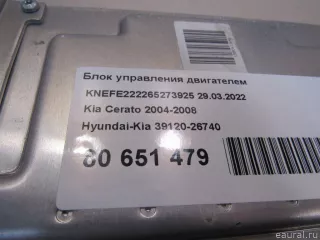 Блок управления двигателем
KNEFE222265273925 29.03.2022
Kia Cerato 2004-2008
Hyundai-Kia 39120-26740
80 651 479
eaural.ru